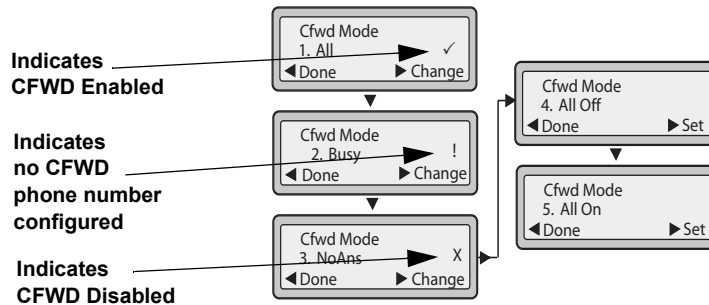 Indicates
CFWD Enabled
Indicates
no CFWD
phone number
configured
Indicates
CFWD Disabled
Cfwd Mode
1. All ✓
◀ Done ▶ Change
Cfwd Mode
2. Busy !
◀ Done ▶ Change
Cfwd Mode
3. NoAns X
◀ Done ▶ Change
Cfwd Mode
4. All Off
◀ Done ▶ Set
Cfwd Mode
5. All On
◀ Done ▶ Set